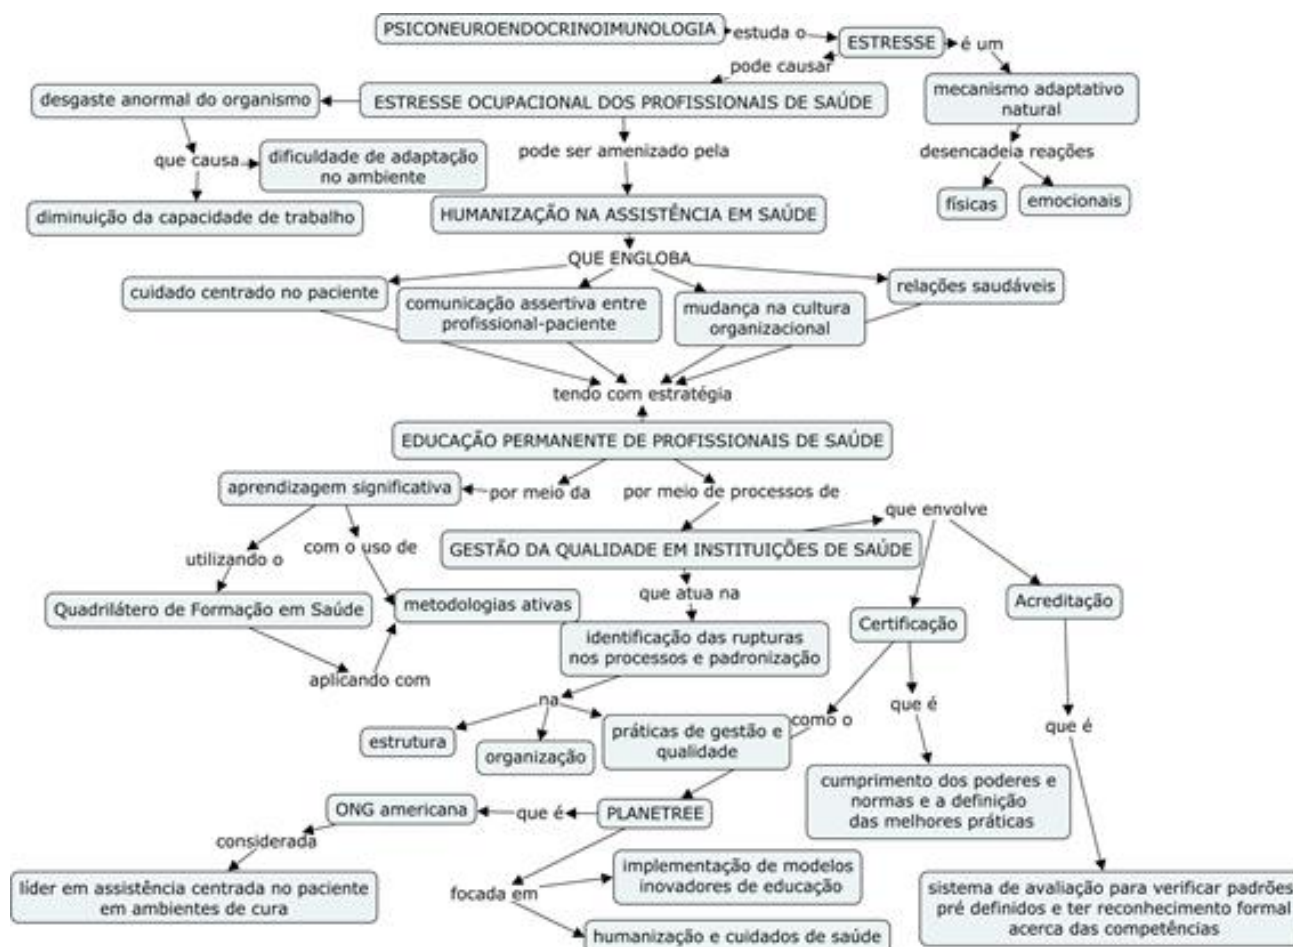 PSICONEUROENDOCRINOIMUNOLOGIA
estuda o
ESTRESSE
é um
pode causar
desgaste anormal do organismo
ESTRESSE OCUPACIONAL DOS PROFISSIONAIS DE SAÚDE
mecanismo adaptativo
natural
que causa
dificuldade de adaptação
no ambiente
pode ser amenizado pela
desencadeia reações
diminuição da capacidade de trabalho
HUMANIZAÇÃO NA ASSISTÊNCIA EM SAÚDE
físicas
emocionais
QUE ENGLOBA
cuidado centrado no paciente
comunicação assertiva entre
profissional-paciente
mudança na cultura
organizacional
relações saudáveis
tendo com estratégia
EDUCAÇÃO PERMANENTE DE PROFISSIONAIS DE SAÚDE
aprendizagem significativa
por meio da
por meio de processos de
que envolve
utilizando o
com o uso de
GESTÃO DA QUALIDADE EM INSTITUIÇÕES DE SAÚDE
Quadrilátero de Formação em Saúde
metodologias ativas
que atua na
Certificação
Acreditação
identificação das rupturas
nos processos e padronização
aplicando com
na
estrutura
organização
práticas de gestão e
qualidade
como o
que é
que é
cumprimento dos poderes e
normas e a definição
das melhores práticas
ONG americana
que é
PLANETREE
considerada
líder em assistência centrada no paciente
em ambientes de cura
focada em
implementação de modelos
inovadores de educação
humanização e cuidados de saúde
sistema de avaliação para verificar padrões
pré definidos e ter reconhecimento formal
acerca das competências